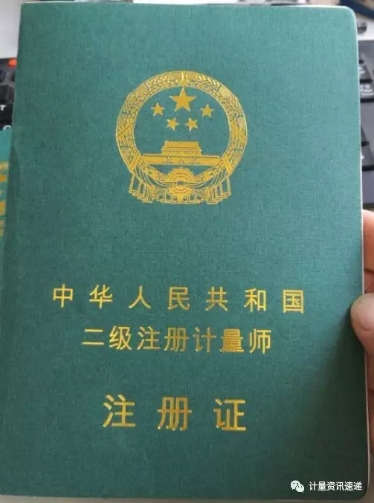 中华人民共和国
二级注册计量师
注册证
计量资讯速递